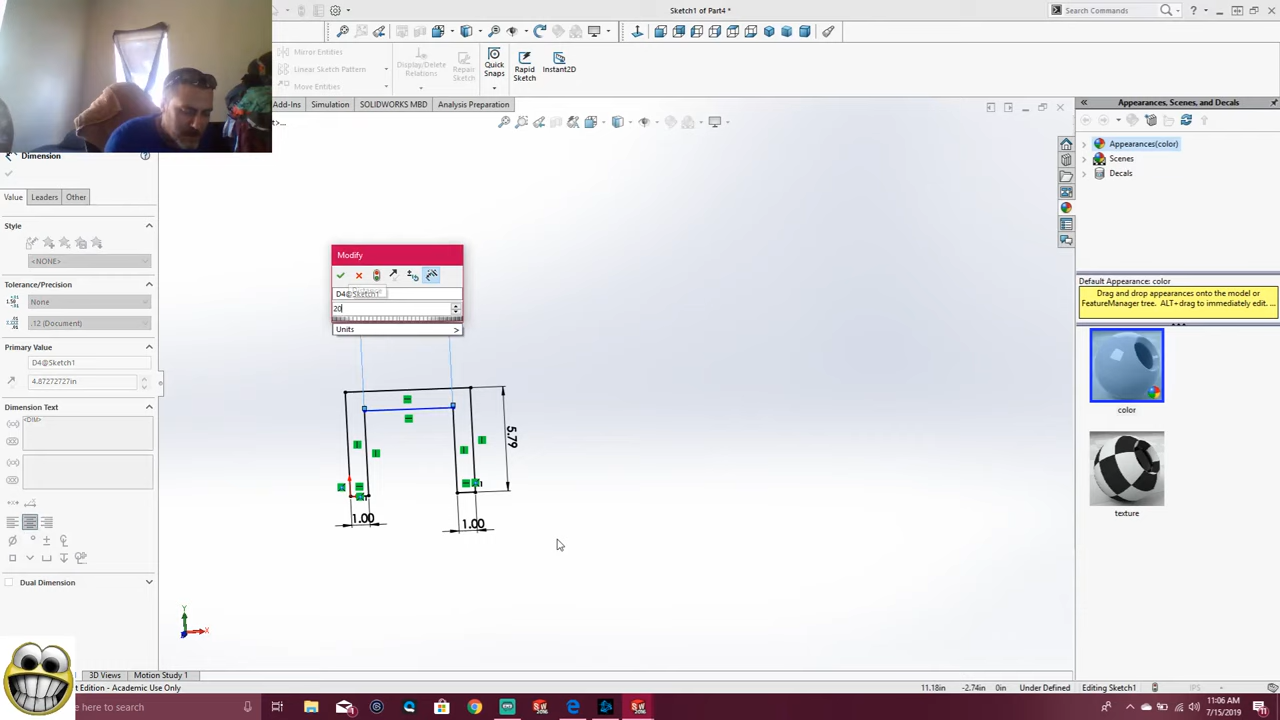 Sketch1 of Part4 *
Search Commands
Mirror Entities
Linear Sketch Pattern
Move Entities
Display/Delete
Relations
Repair
Sketch
Quick
Snaps
Rapid
Sketch
Instant2D
Add-Ins
Simulation
SOLIDWORKS MBD
Analysis Preparation
Appearances, Scenes, and Decals
Appearances(color)
Scenes
Decals
Dimension
Value
Leaders
Other
Style
<NONE>
Tolerance/Precision
None
.12 (Document)
Primary Value
D4@Sketch1
4.87272727in
Dimension Text
<DIM>
Dual Dimension
Modify
D4@Sketch1
20
Units
5.79
1.00
1.00
Default Appearance: color
Drag and drop appearances onto the model or
FeatureManager tree. ALT+drag to immediately edit.
color
texture
3D Views
Motion Study 1
t Edition - Academic Use Only
11.18in
-2.74in
0in
Under Defined
Editing Sketch1
IPS
here to search
11:06 AM
7/15/2019